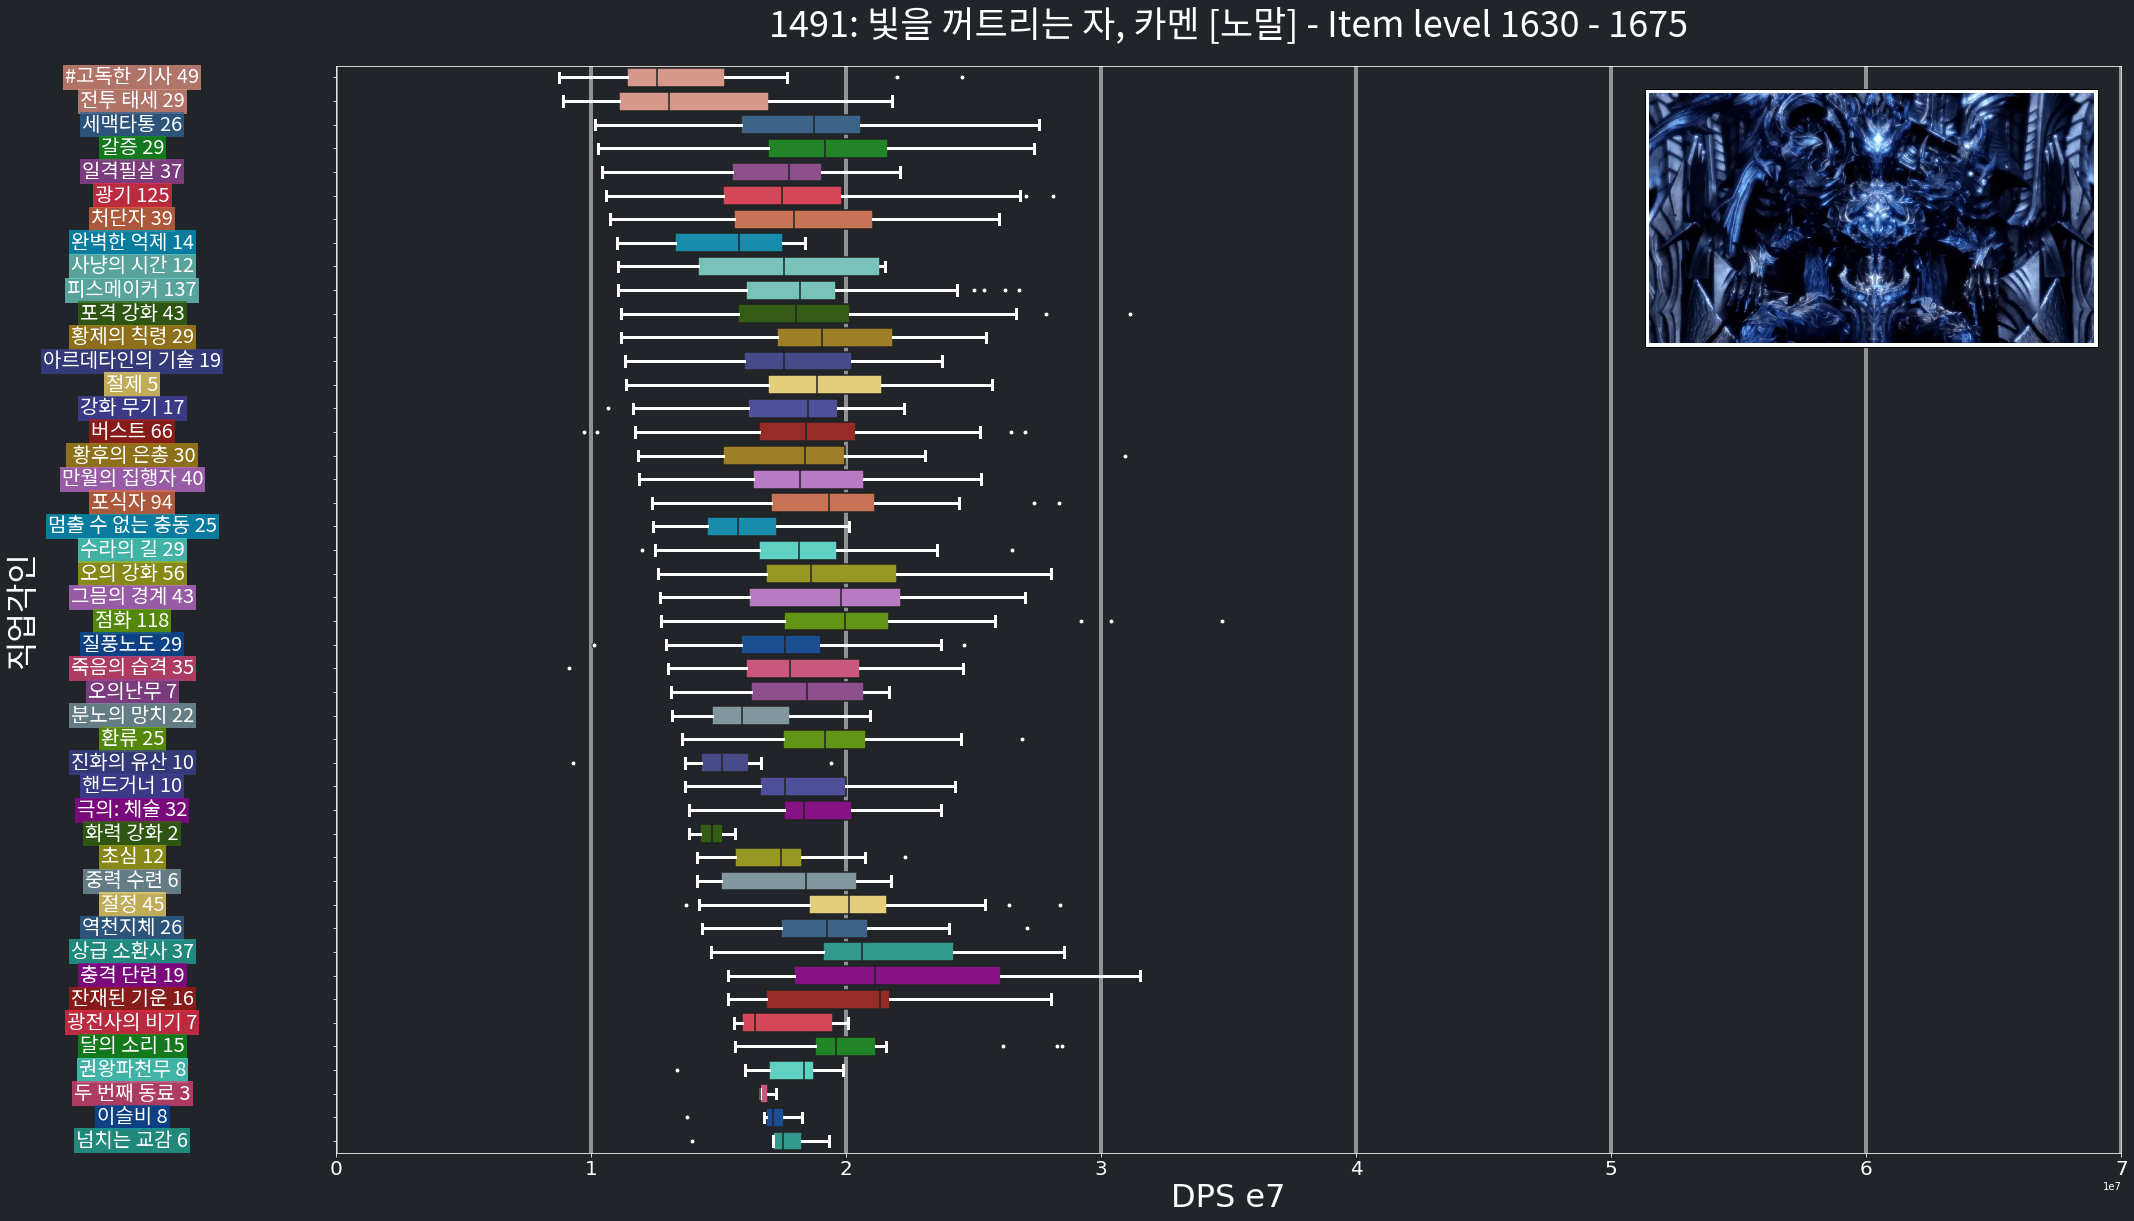 1491: 빛을 꺼트리는 자, 카멘 [노말] - Item level 1630 - 1675
직업각인
#고독한 기사 49
전투 태세 29
세맥타통 26
갈증 29
일격필살 37
광기 125
처단자 39
완벽한 억제 14
사냥의 시간 12
피스메이커 137
포격 강화 43
황제의 칙령 29
아르데타인의 기술 19
절제 5
강화 무기 17
버스트 66
황후의 은총 30
만월의 집행자 40
포식자 94
멈출 수 없는 충동 25
수라의 길 29
오의 강화 56
그믐의 경계 43
점화 118
질풍노도 29
죽음의 습격 35
오의난무 7
분노의 망치 22
환류 25
진화의 유산 10
핸드거너 10
극의: 체술 32
화력 강화 2
초심 12
중력 수련 6
절정 45
역천지체 26
상급 소환사 37
충격 단련 19
잔재된 기운 16
광전사의 비기 7
달의 소리 15
권왕파천무 8
두 번째 동료 3
이슬비 8
넘치는 교감 6
0 1 2 3 4 5 6 7
1e7
DPS e7